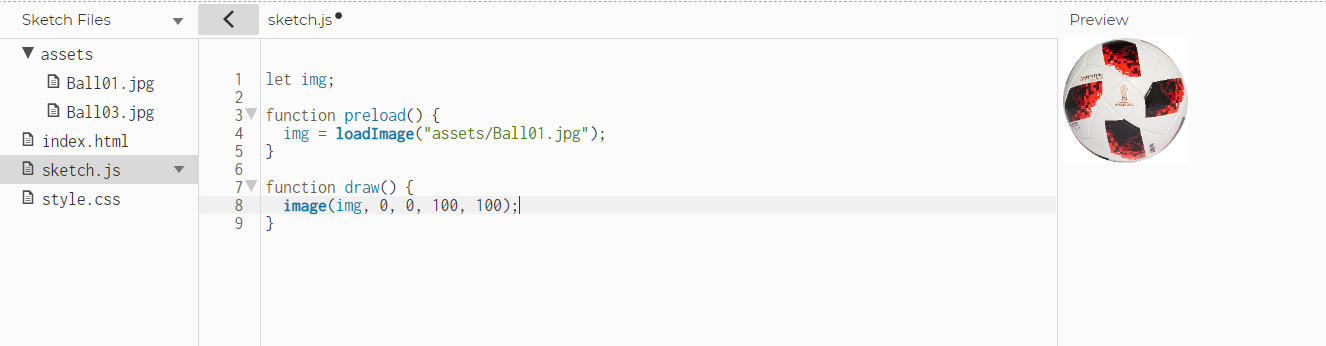 Sketch Files
sketch.js
Preview
assets
Ball01.jpg
Ball03.jpg
index.html
sketch.js
style.css
1 let img;
2
3 function preload() {
4 img = loadImage("assets/Ball01.jpg");
5 }
6
7 function draw() {
8 image(img, 0, 0, 100, 100);
9 }